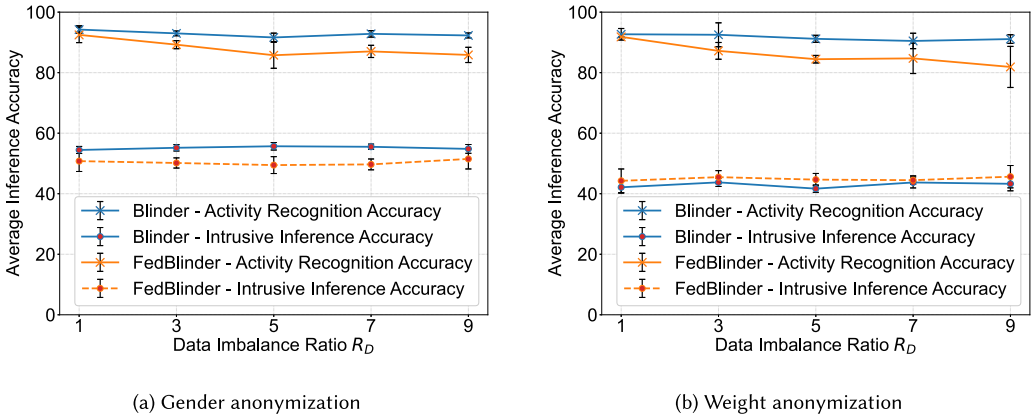 100
80
60
40
20
0
Average Inference Accuracy
Blinder - Activity Recognition Accuracy
Blinder - Intrusive Inference Accuracy
FedBlinder - Activity Recognition Accuracy
FedBlinder - Intrusive Inference Accuracy
1 3 5 7 9
Data Imbalance Ratio R_D
(a) Gender anonymization
100
80
60
40
20
0
Average Inference Accuracy
Blinder - Activity Recognition Accuracy
Blinder - Intrusive Inference Accuracy
FedBlinder - Activity Recognition Accuracy
FedBlinder - Intrusive Inference Accuracy
1 3 5 7 9
Data Imbalance Ratio R_D
(b) Weight anonymization